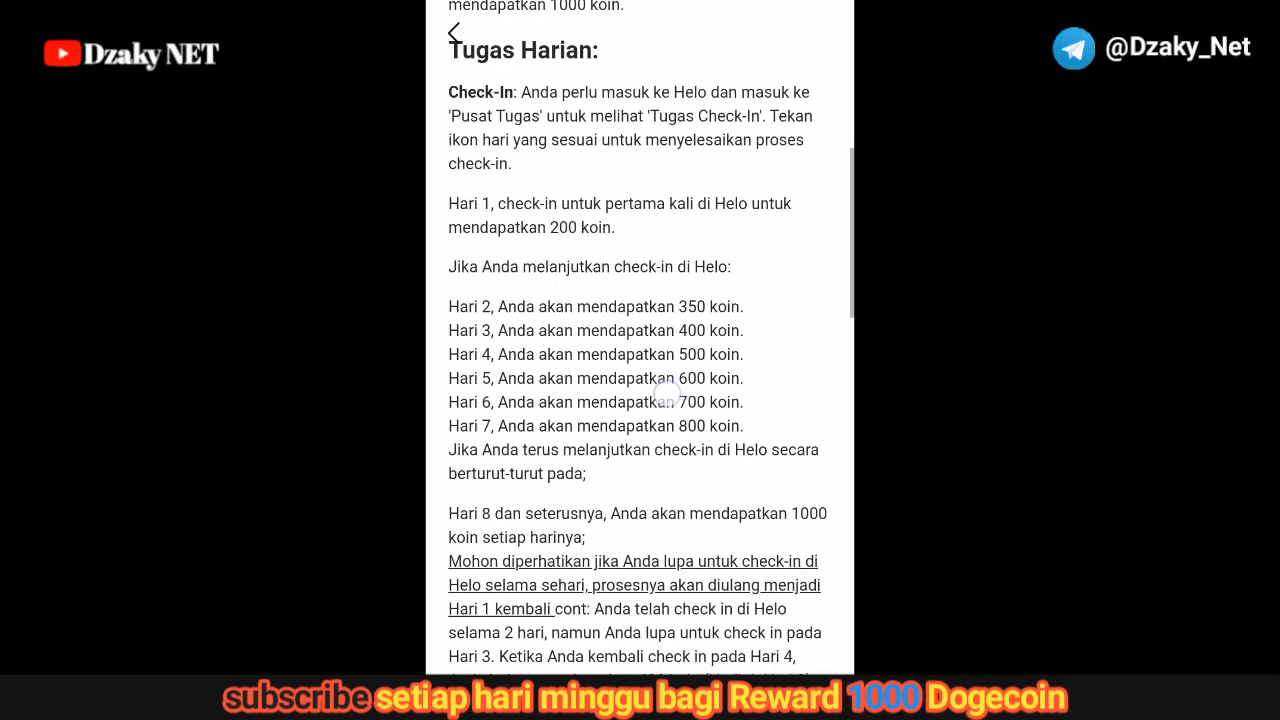 mendapatkan 1000 koin.
Dzaky NET
@Dzaky_Net
Tugas Harian:
Check-In: Anda perlu masuk ke Helo dan masuk ke
'Pusat Tugas' untuk melihat 'Tugas Check-In'. Tekan
ikon hari yang sesuai untuk menyelesaikan proses
check-in.
Hari 1, check-in untuk pertama kali di Helo untuk
mendapatkan 200 koin.
Jika Anda melanjutkan check-in di Helo:
Hari 2, Anda akan mendapatkan 350 koin.
Hari 3, Anda akan mendapatkan 400 koin.
Hari 4, Anda akan mendapatkan 500 koin.
Hari 5, Anda akan mendapatkan 600 koin.
Hari 6, Anda akan mendapatkan 700 koin.
Hari 7, Anda akan mendapatkan 800 koin.
Jika Anda terus melanjutkan check-in di Helo secara
berturut-turut pada;
Hari 8 dan seterusnya, Anda akan mendapatkan 1000
koin setiap harinya;
Mohon diperhatikan jika Anda lupa untuk check-in di
Helo selama sehari, prosesnya akan diulang menjadi
Hari 1 kembali cont: Anda telah check in di Helo
selama 2 hari, namun Anda lupa untuk check in pada
Hari 3. Ketika Anda kembali check in pada Hari 4,
subscribe setiap hari minggu bagi Reward 1000 Dogecoin